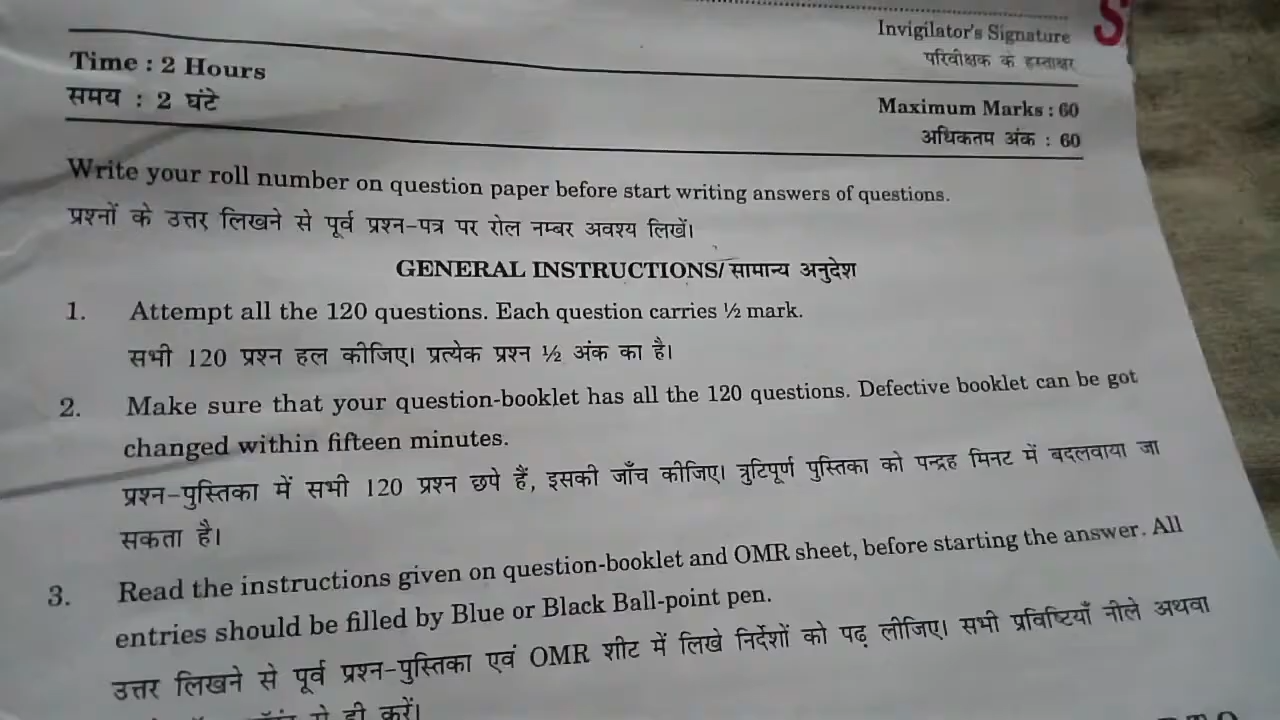 Invigilator's Signature
परिवीक्षक के हस्ताक्षर
Time : 2 Hours
समय : 2 घंटे
Maximum Marks : 60
अधिकतम अंक : 60
Write your roll number on question paper before start writing answers of questions.
प्रश्नों के उत्तर लिखने से पूर्व प्रश्न-पत्र पर रोल नम्बर अवश्य लिखें।
GENERAL INSTRUCTIONS/सामान्य अनुदेश
1. Attempt all the 120 questions. Each question carries ½ mark.
सभी 120 प्रश्न हल कीजिए। प्रत्येक प्रश्न ½ अंक का है।
2. Make sure that your question-booklet has all the 120 questions. Defective booklet can be got
changed within fifteen minutes.
प्रश्न-पुस्तिका में सभी 120 प्रश्न छपे हैं, इसकी जाँच कीजिए। त्रुटिपूर्ण पुस्तिका को पन्द्रह मिनट में बदलवाया जा
सकता है।
3. Read the instructions given on question-booklet and OMR sheet, before starting the answer. All
entries should be filled by Blue or Black Ball-point pen.
उत्तर लिखने से पूर्व प्रश्न-पुस्तिका एवं OMR शीट में लिखे निर्देशों को पढ़ लीजिए। सभी प्रविष्टियाँ नीले अथवा
से ही करें।